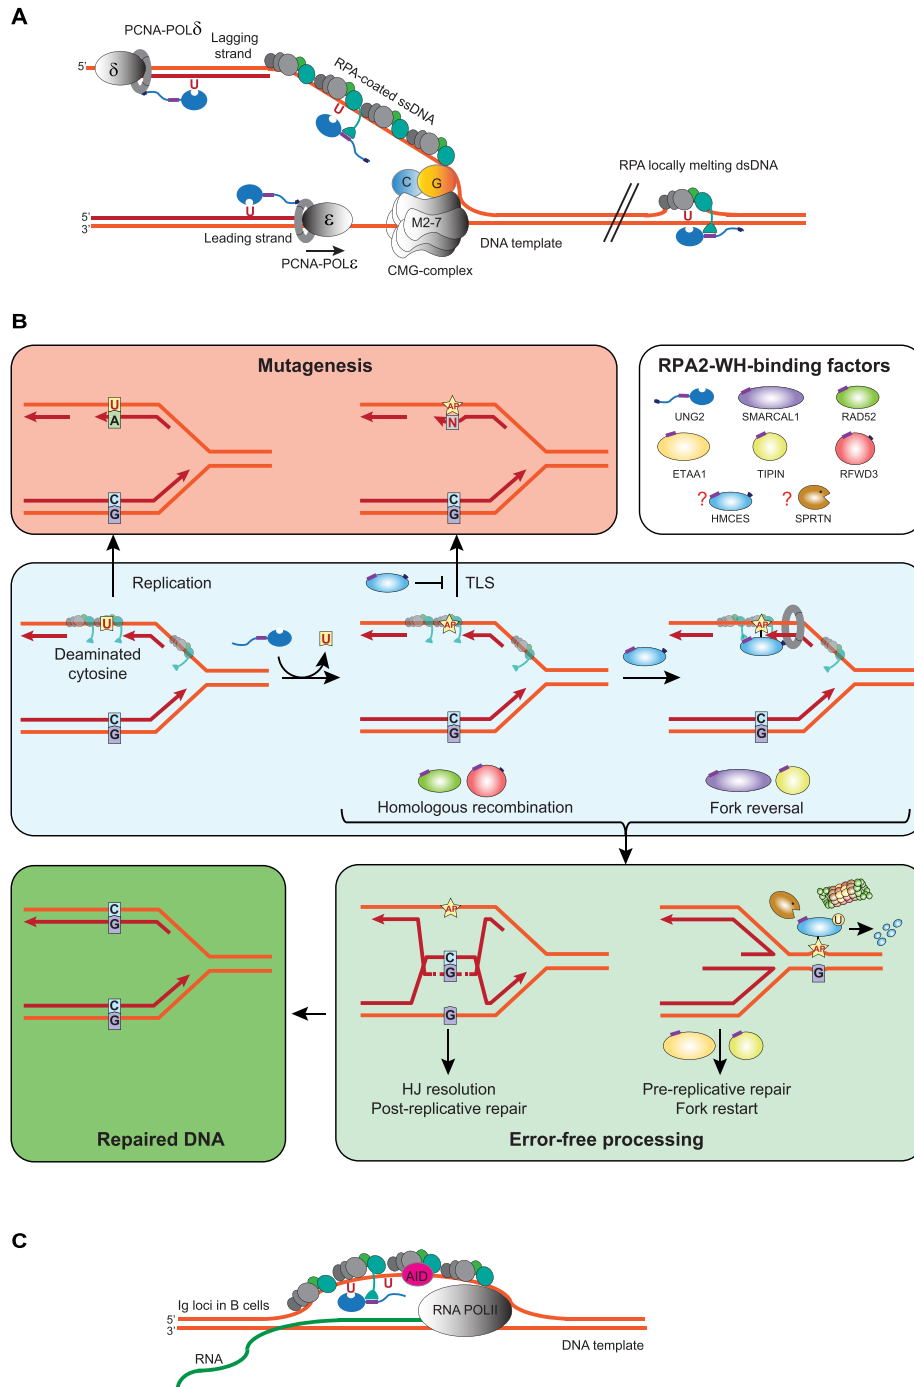 A
PCNA-POLδ
Lagging
strand
5'
δ
U
RPA-coated ssDNA
U
C
G
M2-7
CMG-complex
U
5'
3'
Leading strand
ε
PCNA-POLε
DNA template
RPA locally melting dsDNA
U
B
Mutagenesis
U
A
C
G
AP
N
C
G
RPA2-WH-binding factors
UNG2
SMARCAL1
RAD52
ETAA1
TIPIN
RFWD3
?
HMCES
?
SPRTN
Replication
TLS
U
Deaminated
cytosine
C
G
U
AP
C
G
AP
C
G
Homologous recombination
Fork reversal
C
G
C
G
Repaired DNA
AP
C
G
G
HJ resolution
Post-replicative repair
U
AP
G
Pre-replicative repair
Fork restart
Error-free processing
C
Ig loci in B cells
5'
3'
U
U
AID
RNA POLII
RNA
DNA template